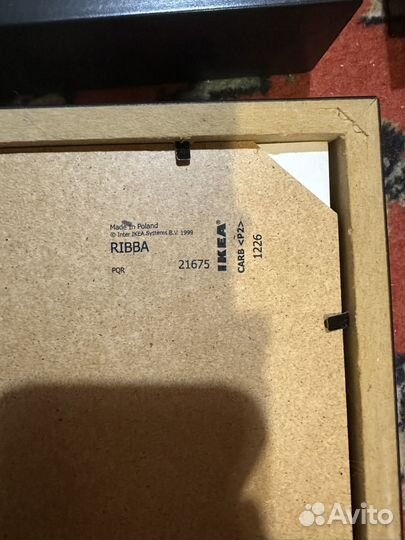 Made in Poland
© Inter IKEA Systems B.V. 1999
RIBBA
PQR
21675
IKEA®
CARB <P2>
1226
Avito